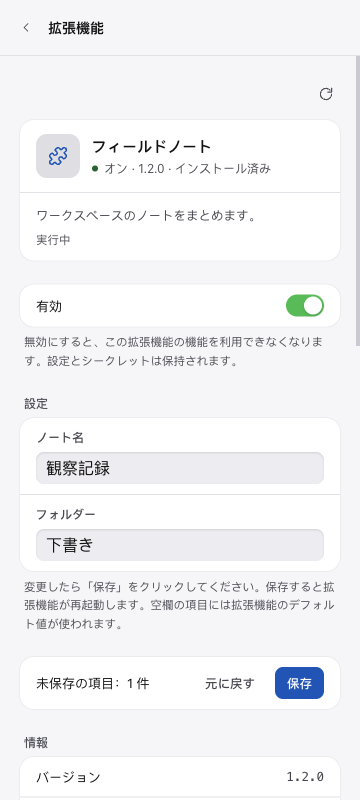 拡張機能
フィールドノート
オン · 1.2.0 · インストール済み
ワークスペースのノートをまとめます。
実行中
有効
無効にすると、この拡張機能の機能を利用できなくなりま
す。設定とシークレットは保持されます。
設定
ノート名
観察記録
フォルダー
下書き
変更したら「保存」をクリックしてください。保存すると拡
張機能が再起動します。空欄の項目には拡張機能のデフォル
ト値が使われます。
未保存の項目: 1 件 元に戻す 保存
情報
バージョン 1.2.0